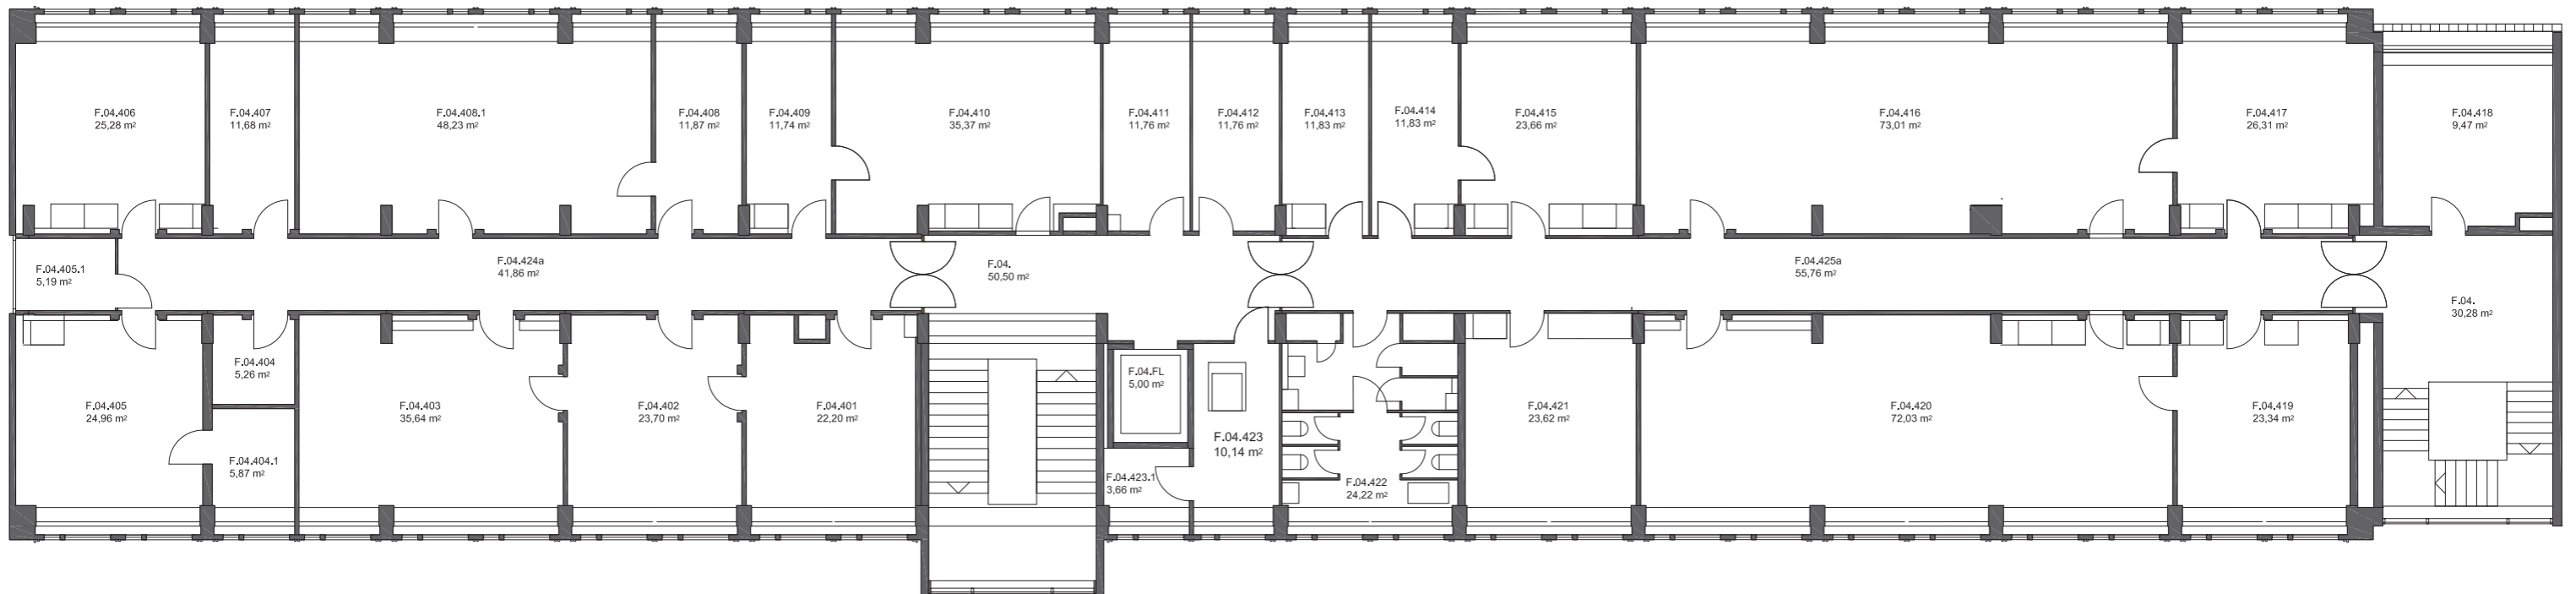 F.04.406
25,28 m²
F.04.407
11,68 m²
F.04.408.1
48,23 m²
F.04.408
11,87 m²
F.04.409
11,74 m²
F.04.410
35,37 m²
F.04.411
11,76 m²
F.04.412
11,76 m²
F.04.413
11,83 m²
F.04.414
11,83 m²
F.04.415
23,66 m²
F.04.416
73,01 m²
F.04.417
26,31 m²
F.04.418
9,47 m²
F.04.405.1
5,19 m²
F.04.424a
41,86 m²
F.04.
50,50 m²
F.04.425a
55,76 m²
F.04.
30,28 m²
F.04.405
24,96 m²
F.04.404
5,26 m²
F.04.404.1
5,87 m²
F.04.403
35,64 m²
F.04.402
23,70 m²
F.04.401
22,20 m²
F.04.FL
5,00 m²
F.04.423
10,14 m²
F.04.423.1
3,66 m²
F.04.422
24,22 m²
F.04.421
23,62 m²
F.04.420
72,03 m²
F.04.419
23,34 m²